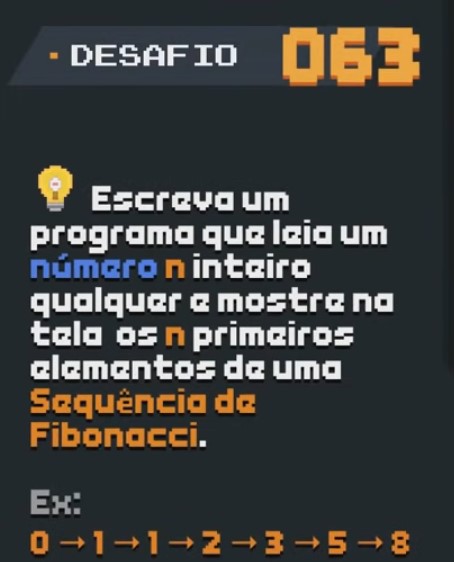 · DESAFIO 063
Escreva um
programa que leia um
número n inteiro
qualquer e mostre na
tela os n primeiros
elementos de uma
Sequência de
Fibonacci.
Ex:
0 → 1 → 1 → 2 → 3 → 5 → 8